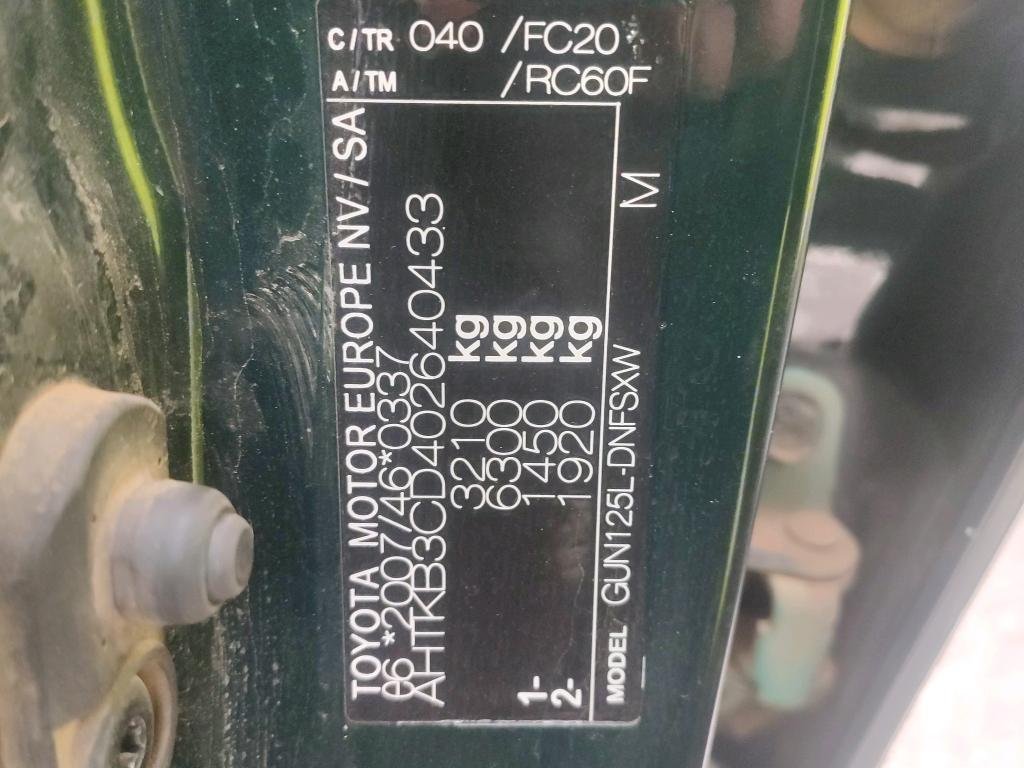 TOYOTA MOTOR EUROPE NV/SA
e6 *2007/46*0337
AHTKB3CD402640433
3210 kg
6300 kg
1- 1450 kg
2- 1920 kg
MODEL GUN125L-DNFSXW M
C/TR 040 /FC20
A/TM /RC60F